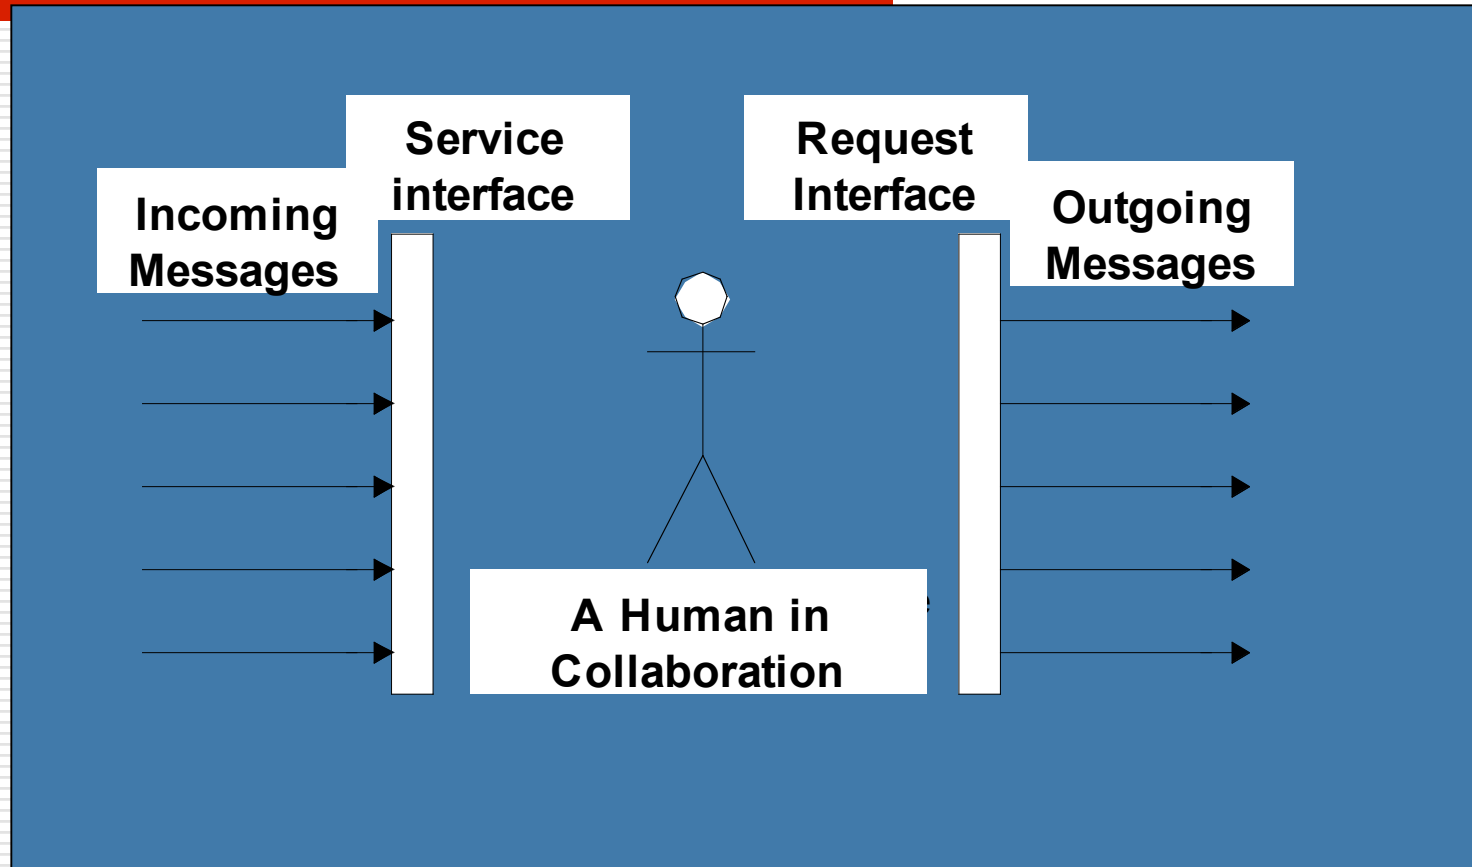 Service
interface
Request
Interface
Incoming
Messages
Outgoing
Messages
A Human in
Collaboration